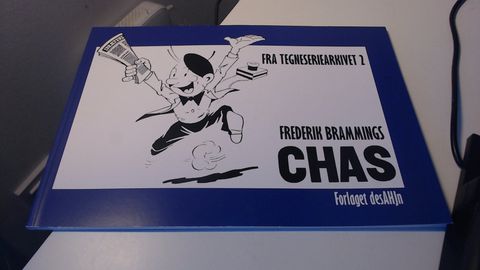 FRA TEGNESERIEARKIVET 2
FREDERIK BRAMMINGS
CHAS
Forlaget desAHJn